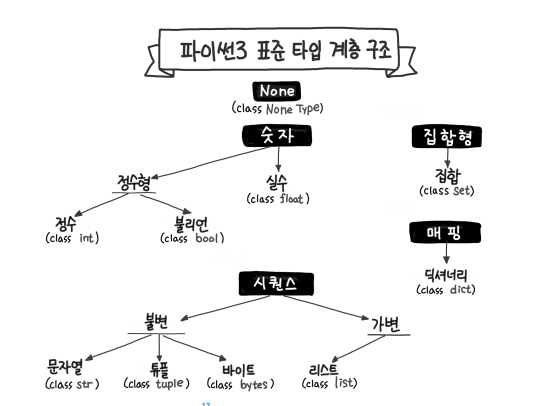 파이썬3 표준 타입 계층 구조
None
(class None Type)
숫자
집합형
정수형
실수
(class float)
집합
(class set)
정수
(class int)
불리언
(class bool)
매핑
딕셔너리
(class dict)
시퀀스
불변
가변
문자열
(class str)
튜플
(class tuple)
바이트
(class bytes)
리스트
(class list)